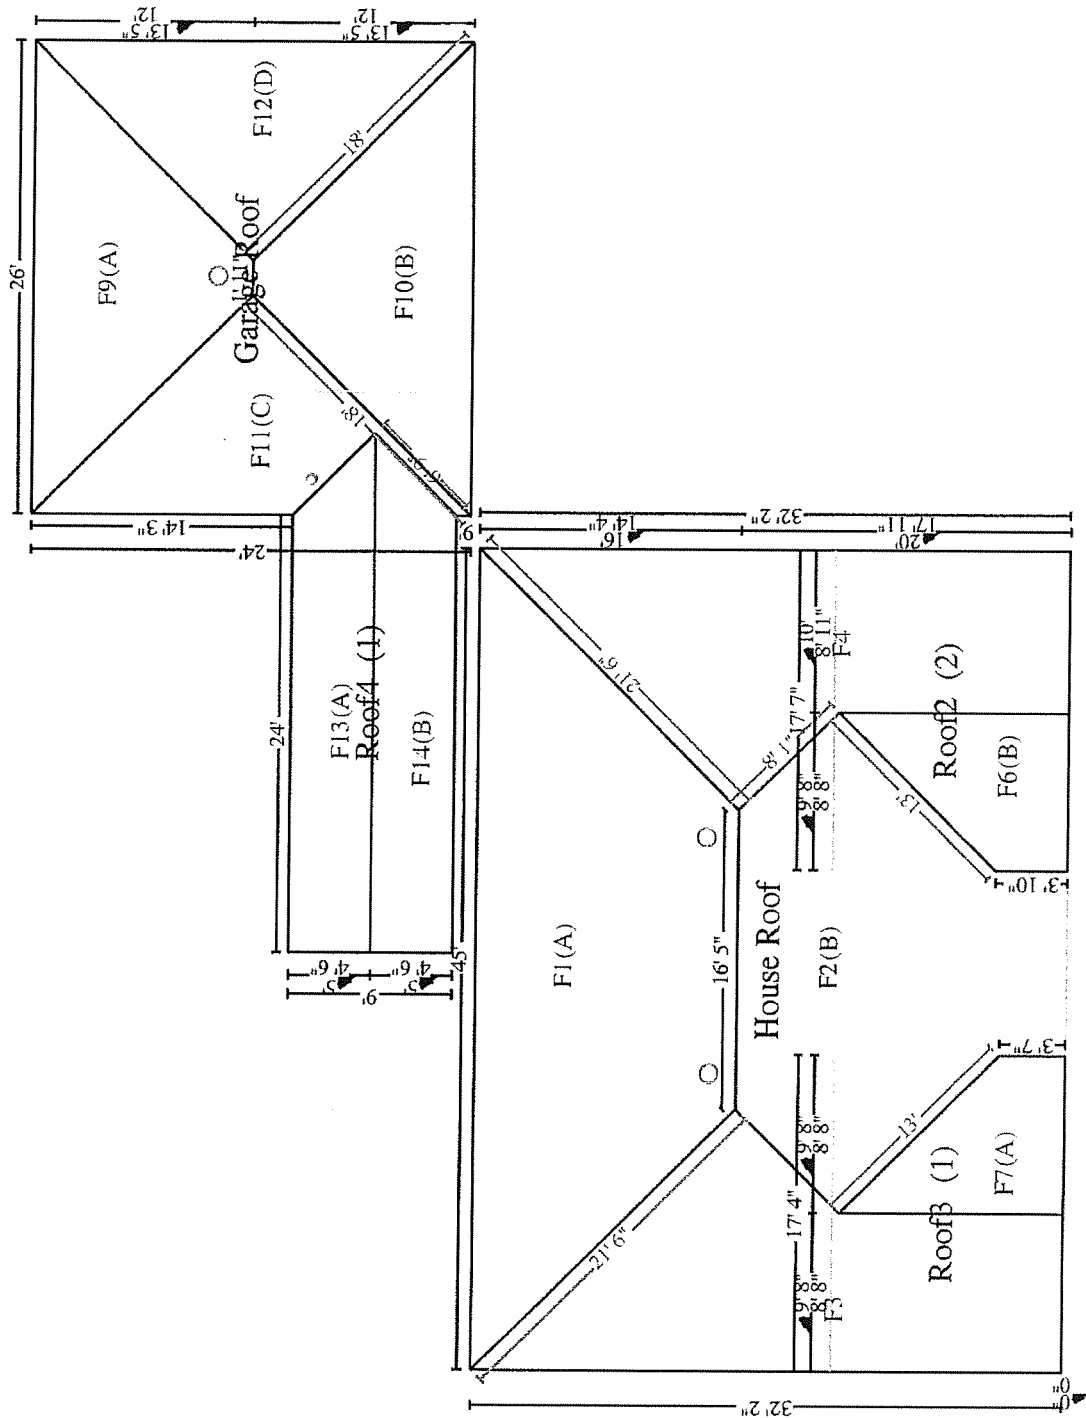 12'
13' 5"
12'
13' 5"
26'
F12(D)
18'
F9(A)
Garage Roof
F10(B)
F11(C)
18'
14' 3"
24'
9'
32' 2"
16'
14' 4"
20'
17' 11"
24'
F13(A)
Roof4 (1)
F14(B)
4' 6"
4' 6"
5'
5'
9'
45'
21' 6"
10'
8' 11"
F4
17' 7"
8' 1"
9' 8"
8' 8"
Roof2 (2)
F6(B)
13'
3' 10"
F1(A)
16' 5"
House Roof
F2(B)
3' 7"
13'
9' 8"
8' 8"
17' 4"
Roof3 (1)
F7(A)
21' 6"
9' 8"
8' 8"
F3
32' 2"
0"
0"